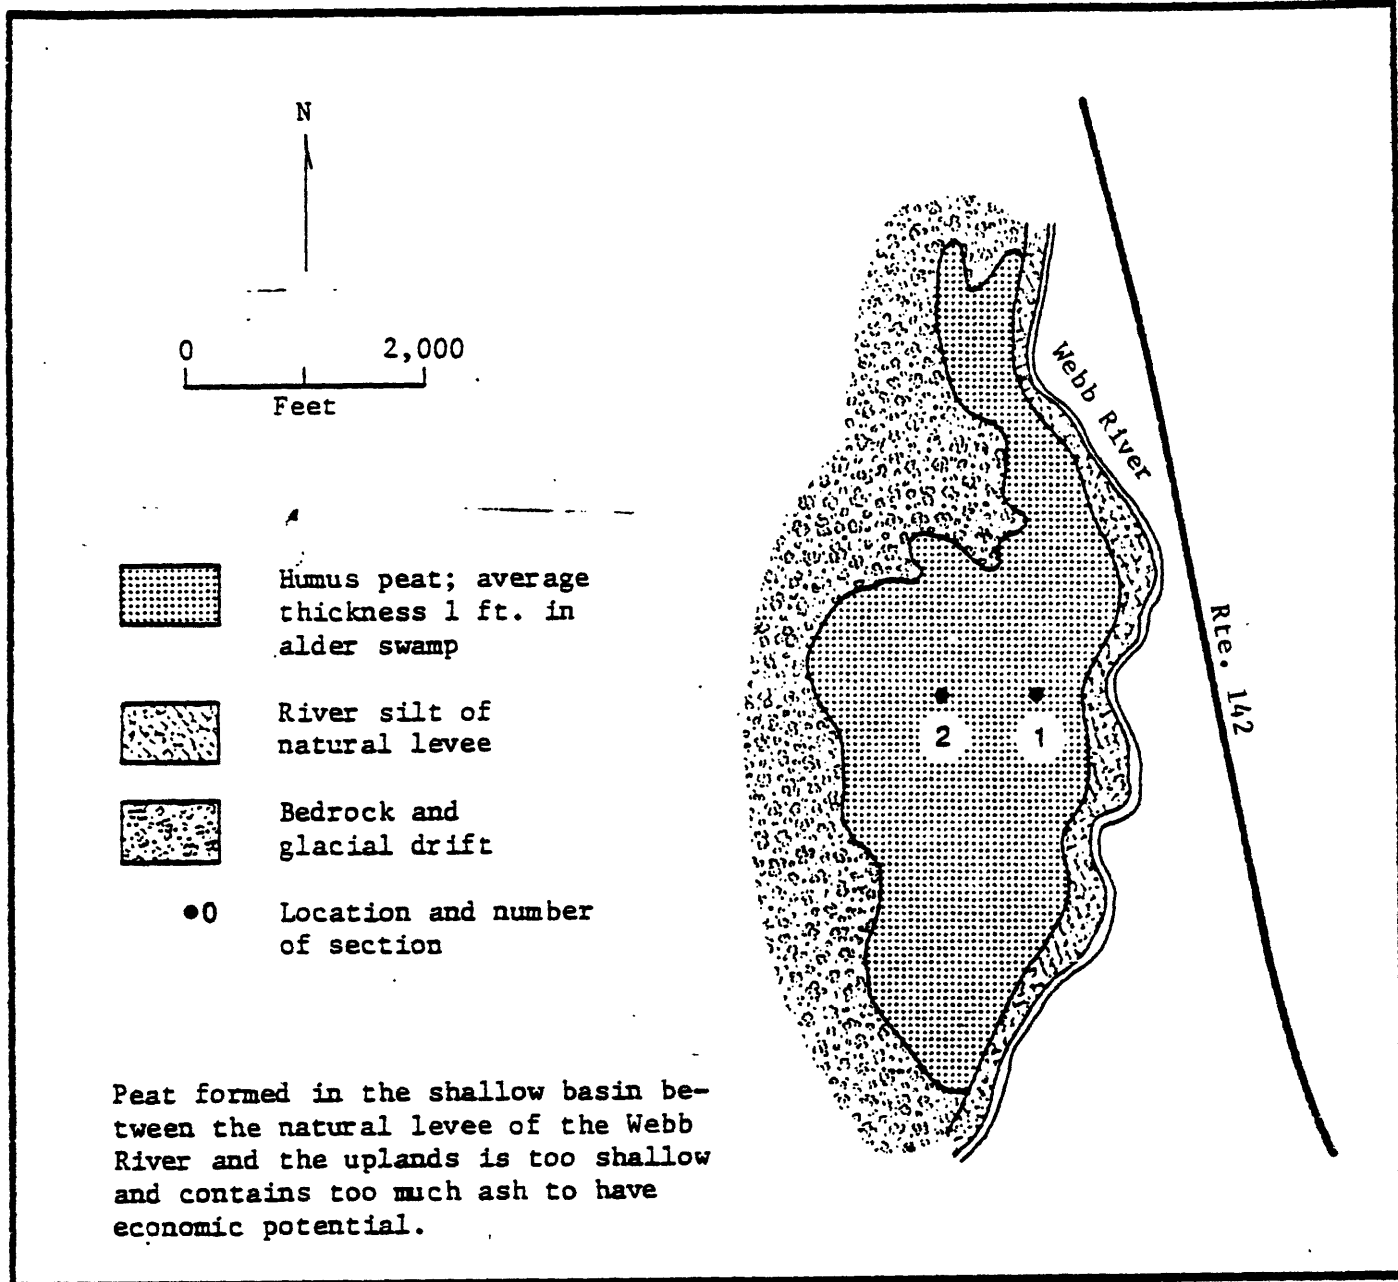 N
0 2,000
Feet
Humus peat; average
thickness 1 ft. in
alder swamp
River silt of
natural levee
Bedrock and
glacial drift
●0 Location and number
of section
Peat formed in the shallow basin be-
tween the natural levee of the Webb
River and the uplands is too shallow
and contains too much ash to have
economic potential.
Webb River
Rte. 142
2 1